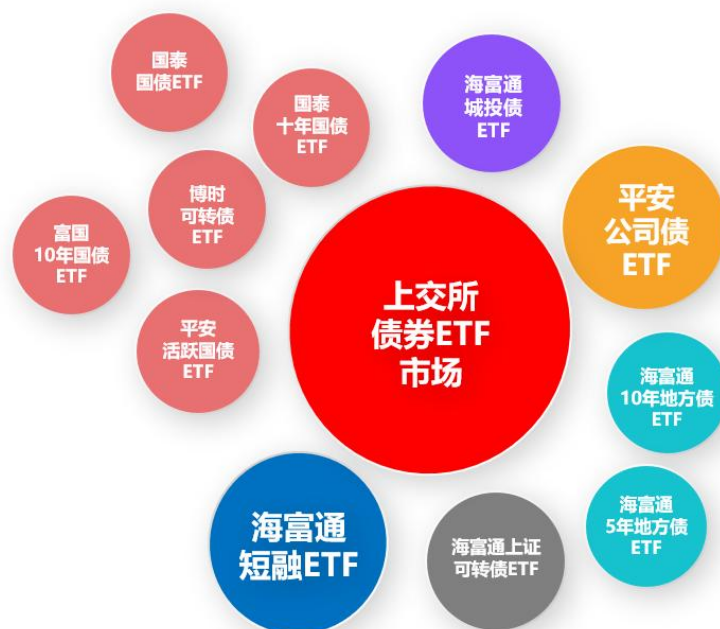 国泰
国债ETF
国泰
十年国债
ETF
海富通
城投债
ETF
博时
可转债
ETF
平安
公司债
ETF
富国
10年国债
ETF
上交所
债券ETF
市场
平安
活跃国债
ETF
海富通
10年地方债
ETF
海富通
短融ETF
海富通上证
可转债ETF
海富通
5年地方债
ETF